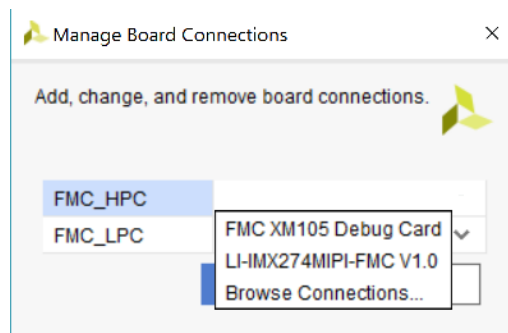 Manage Board Connections
Add, change, and remove board connections.
FMC_HPC
FMC_LPC
FMC XM105 Debug Card
LI-IMX274MIPI-FMC V1.0
Browse Connections...